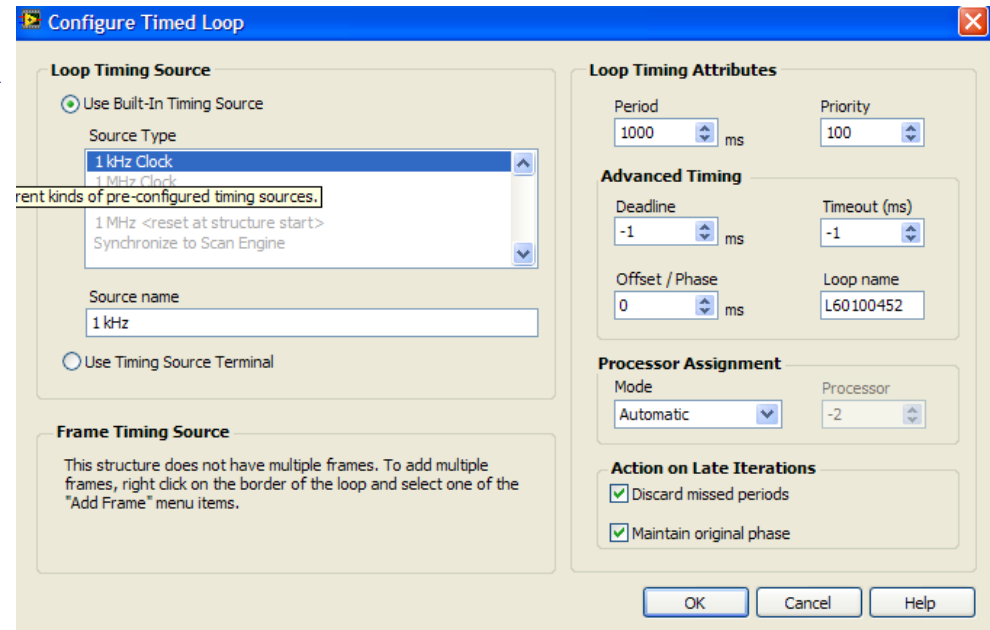 Configure Timed Loop
Loop Timing Source
Use Built-In Timing Source
Source Type
1 kHz Clock
1 MHz Clock
rent kinds of pre-configured timing sources.
1 MHz <reset at structure start>
Synchronize to Scan Engine
Source name
1 kHz
Use Timing Source Terminal
Frame Timing Source
This structure does not have multiple frames. To add multiple
frames, right click on the border of the loop and select one of the
"Add Frame" menu items.
Loop Timing Attributes
Period Priority
1000 ms 100
Advanced Timing
Deadline Timeout (ms)
-1 ms -1
Offset / Phase Loop name
0 ms L60100452
Processor Assignment
Mode Processor
Automatic -2
Action on Late Iterations
Discard missed periods
Maintain original phase
OK Cancel Help